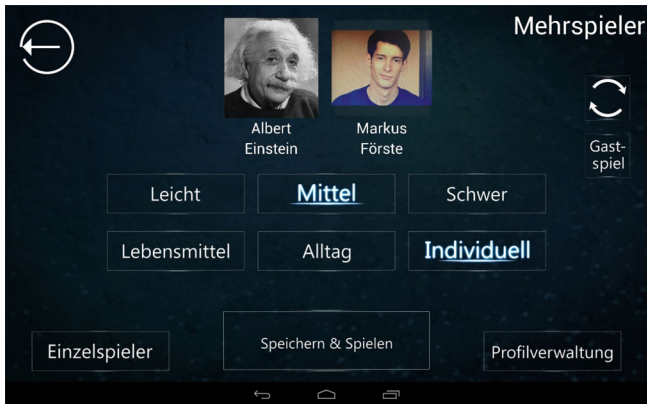 Mehrspieler
Albert
Einstein
Markus
Förste
Gast-
spiel
Leicht
Mittel
Schwer
Lebensmittel
Alltag
Individuell
Einzelspieler
Speichern & Spielen
Profilverwaltung